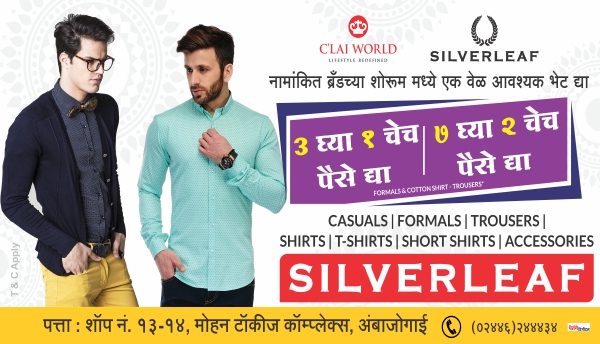 C'LAI WORLD
LIFESTYLE REDEFINED
SILVERLEAF
नामांकित ब्रँडच्या शोरूम मध्ये एक वेळ आवश्यक भेट द्या
3 घ्या १ चेच
पैसे द्या
७ घ्या २ चेच
पैसे द्या
FORMALS & COTTON SHIRT - TROUSERS*
CASUALS | FORMALS | TROUSERS |
SHIRTS | T-SHIRTS | SHORT SHIRTS | ACCESSORIES
SILVERLEAF
T & C Apply
पत्ता : शॉप नं. १३-१४, मोहन टॉकीज कॉम्प्लेक्स, अंबाजोगाई (०२४४६)२४४४३४